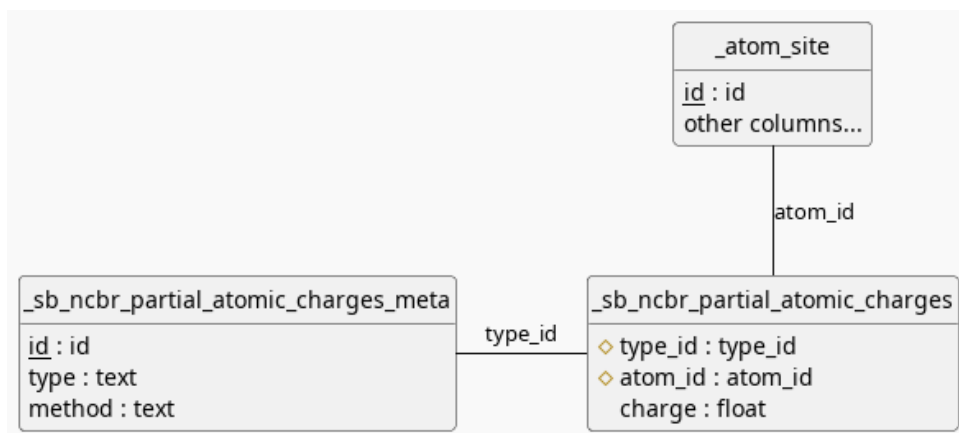 _atom_site
id : id
other columns...
atom_id
_sb_ncbr_partial_atomic_charges_meta
id : id
type : text
method : text
type_id
_sb_ncbr_partial_atomic_charges
type_id : type_id
atom_id : atom_id
charge : float